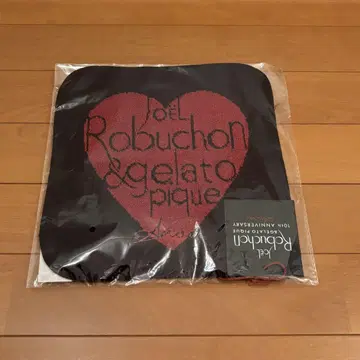 Joël
Robuchon
& gelato
pique
Joël
Robuchon
& GELATO PIQUE
10th ANNIVERSARY